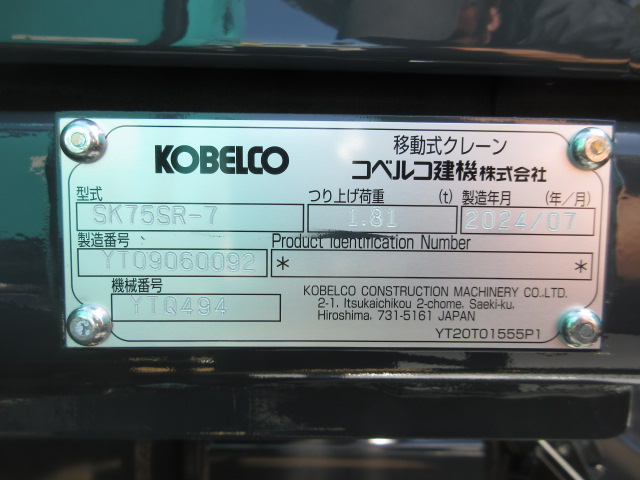 KOBELCO
移動式クレーン
コベルコ建機株式会社
型式
SK75SR-7
つり上げ荷重 (t)
1.81
製造年月 (年/月)
2024/07
製造番号
YT09060092
Product Identification Number
* *
機械番号
YTQ494
KOBELCO CONSTRUCTION MACHINERY CO.,LTD.
2-1, Itsukaichikou 2-chome, Saeki-ku,
Hiroshima, 731-5161 JAPAN
YT20T01555P1